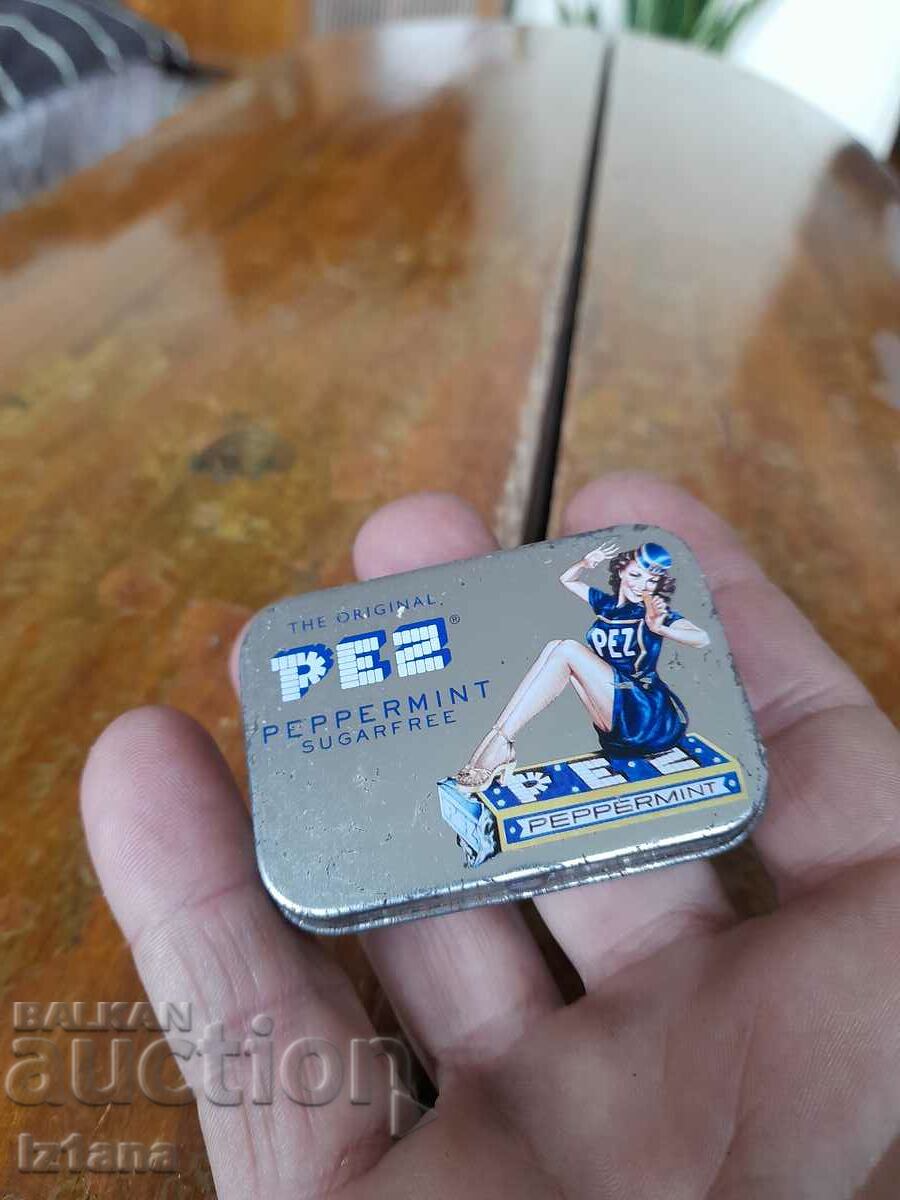 THE ORIGINAL
PEZ®
PEPPERMINT
SUGARFREE
PEZ
PEZ
PEPPERMINT
BALKAN
auction
iz1ana